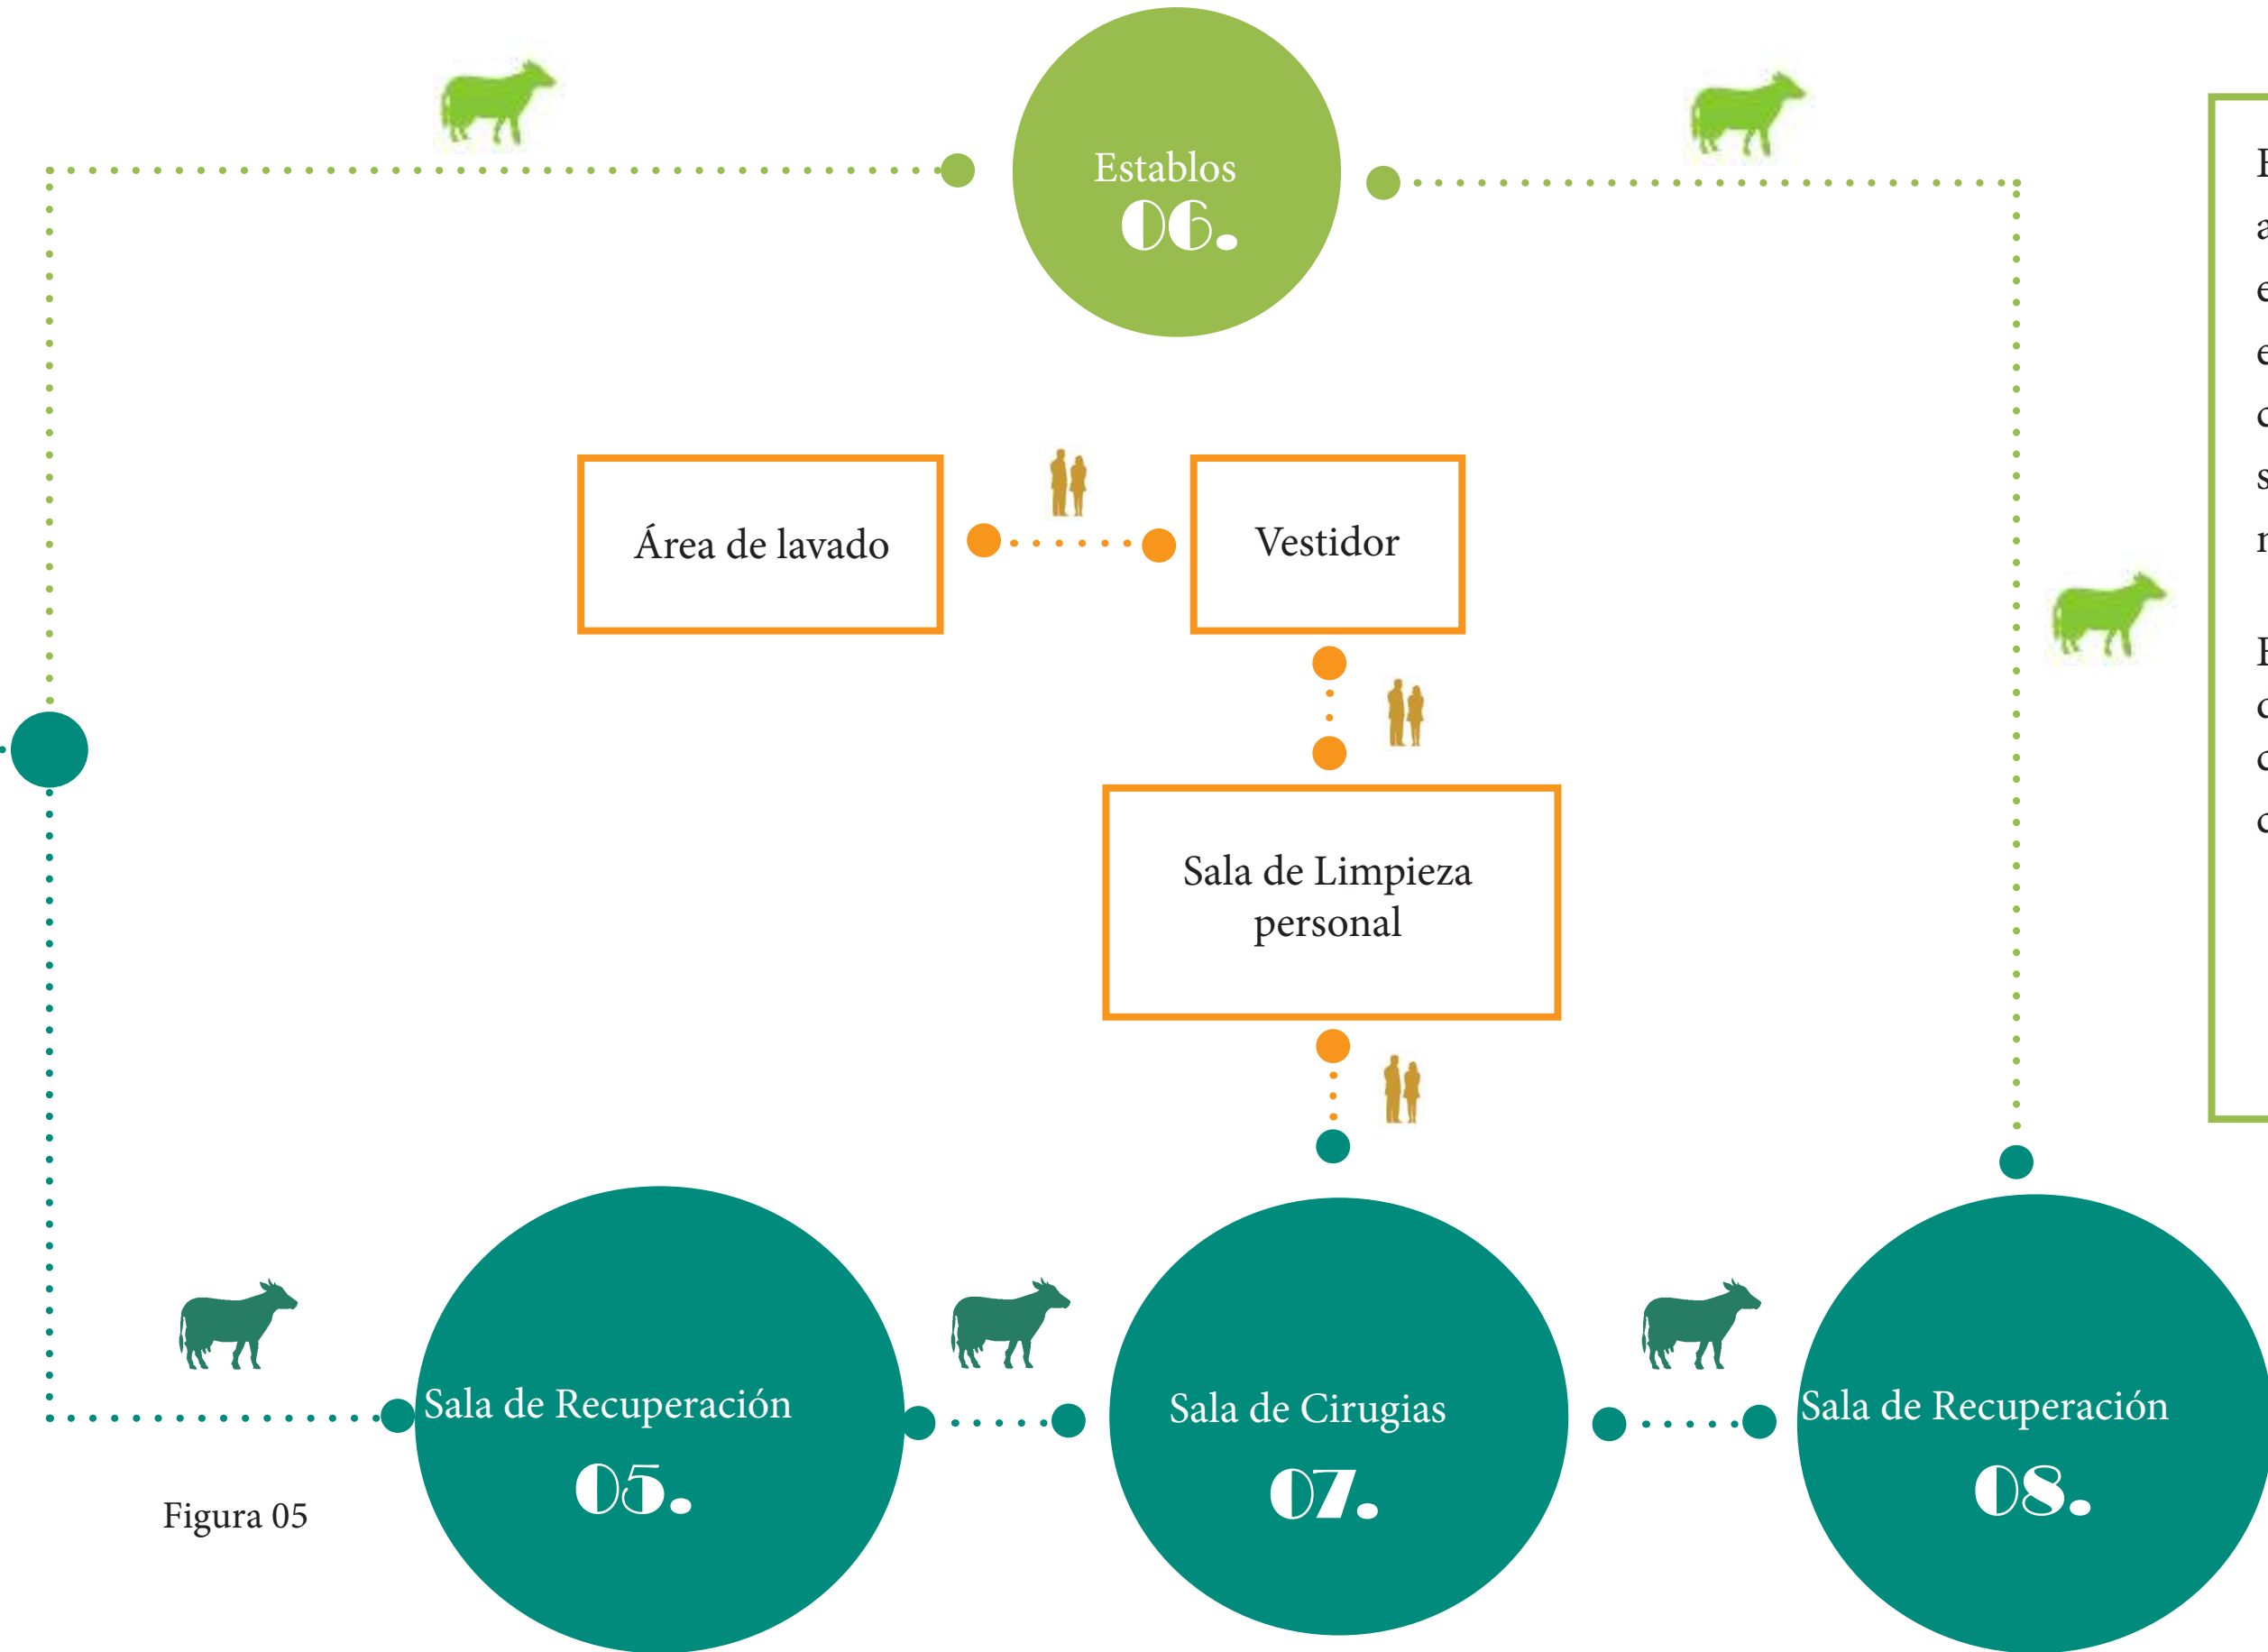 Establos
06.
Área de lavado
Vestidor
Sala de Limpieza
personal
Sala de Recuperación
05.
Sala de Cirugias
07.
Sala de Recuperación
08.
Figura 05